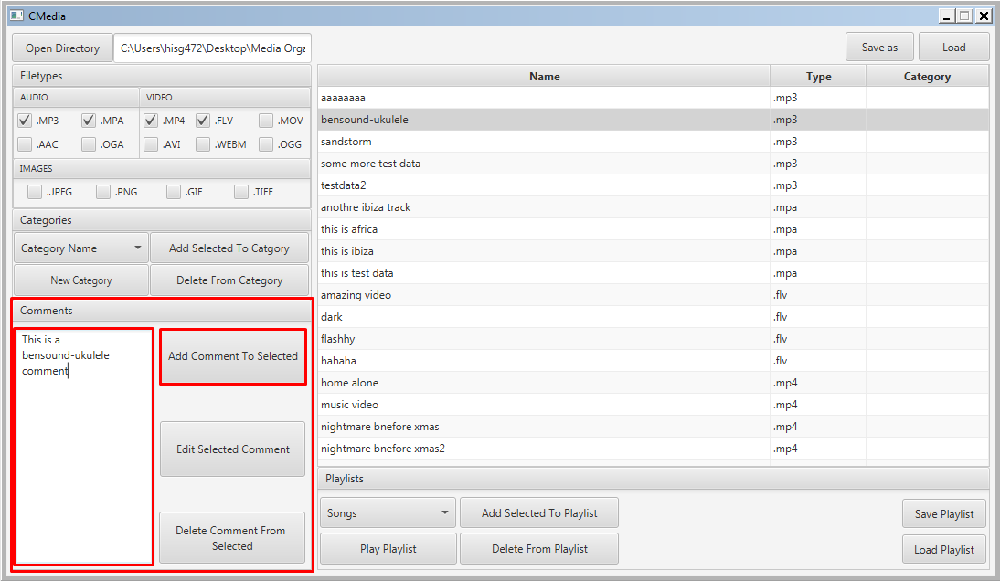 CMedia
Open Directory
C:\Users\hisg472\Desktop\Media Orga
Save as
Load
Filetypes
AUDIO
VIDEO
.MP3
.MPA
.MP4
.FLV
.MOV
.AAC
.OGA
.AVI
.WEBM
.OGG
IMAGES
..JPEG
.PNG
.GIF
.TIFF
Categories
Category Name
Add Selected To Catgory
New Category
Delete From Category
Comments
This is a
bensound-ukulele
comment
Add Comment To Selected
Edit Selected Comment
Delete Comment From
Selected
Name Type Category
aaaaaaaa .mp3
bensound-ukulele .mp3
sandstorm .mp3
some more test data .mp3
testdata2 .mp3
anothre ibiza track .mpa
this is africa .mpa
this is ibiza .mpa
this is test data .mpa
amazing video .flv
dark .flv
flashhy .flv
hahaha .flv
home alone .mp4
music video .mp4
nightmare bnefore xmas .mp4
nightmare bnefore xmas2 .mp4
Playlists
Songs
Add Selected To Playlist
Save Playlist
Play Playlist
Delete From Playlist
Load Playlist